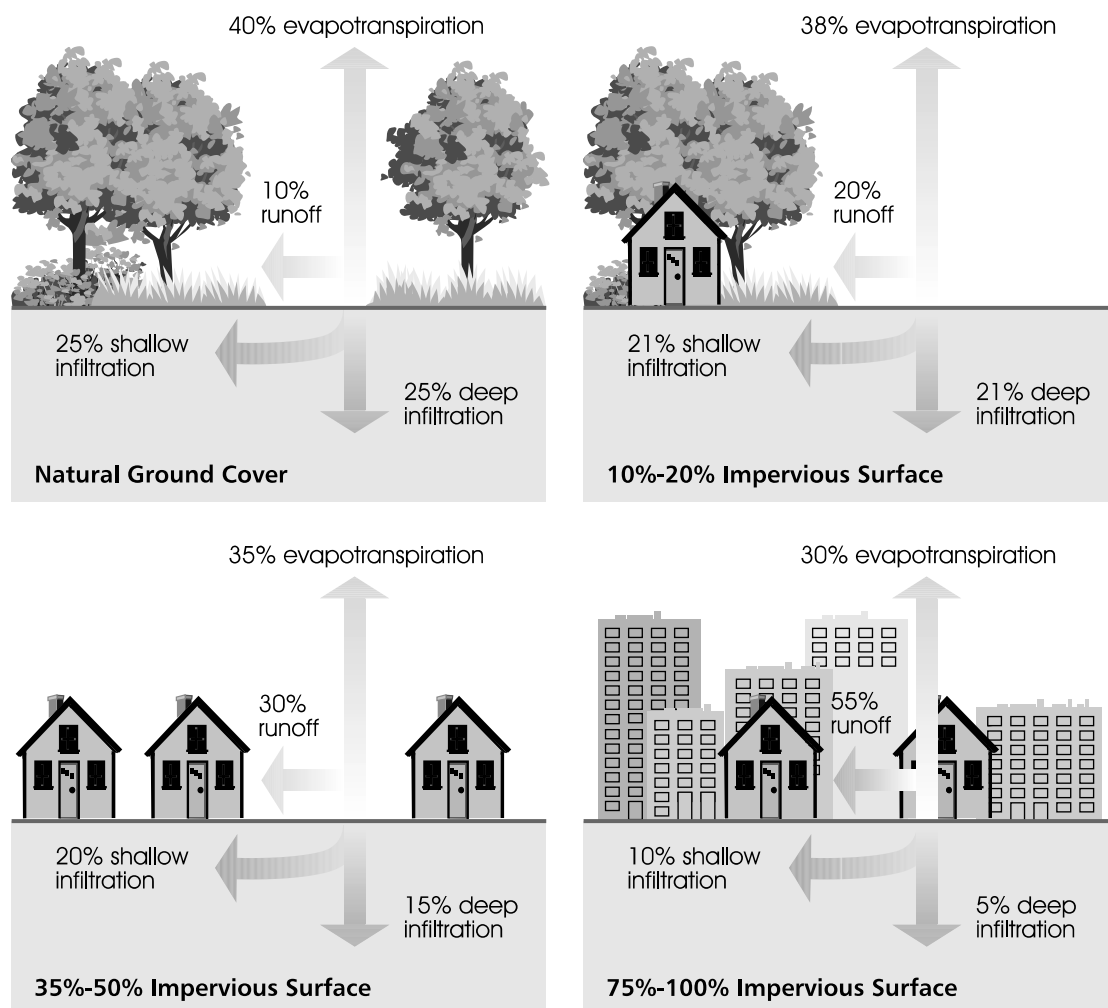 40% evapotranspiration
10%
runoff
25% shallow
infiltration
25% deep
infiltration
Natural Ground Cover
38% evapotranspiration
20%
runoff
21% shallow
infiltration
21% deep
infiltration
10%-20% Impervious Surface
35% evapotranspiration
30%
runoff
20% shallow
infiltration
15% deep
infiltration
35%-50% Impervious Surface
30% evapotranspiration
55%
runoff
10% shallow
infiltration
5% deep
infiltration
75%-100% Impervious Surface